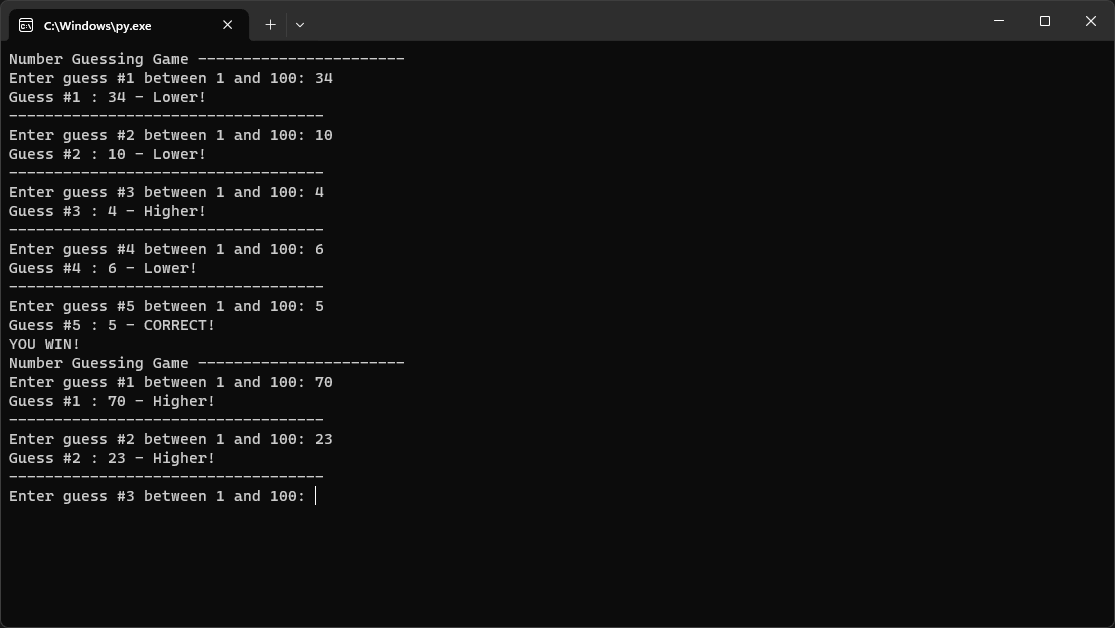 C:\Windows\py.exe
Number Guessing Game -----------------------
Enter guess #1 between 1 and 100: 34
Guess #1 : 34 - Lower!
-----------------------------------
Enter guess #2 between 1 and 100: 10
Guess #2 : 10 - Lower!
-----------------------------------
Enter guess #3 between 1 and 100: 4
Guess #3 : 4 - Higher!
-----------------------------------
Enter guess #4 between 1 and 100: 6
Guess #4 : 6 - Lower!
-----------------------------------
Enter guess #5 between 1 and 100: 5
Guess #5 : 5 - CORRECT!
YOU WIN!
Number Guessing Game -----------------------
Enter guess #1 between 1 and 100: 70
Guess #1 : 70 - Higher!
-----------------------------------
Enter guess #2 between 1 and 100: 23
Guess #2 : 23 - Higher!
-----------------------------------
Enter guess #3 between 1 and 100: